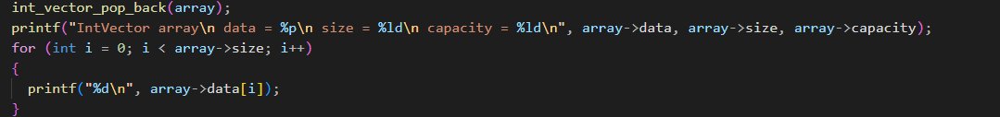 int_vector_pop_back(array);
printf("IntVector array\n data = %p\n size = %ld\n capacity = %ld\n", array->data, array->size, array->capacity);
for (int i = 0; i < array->size; i++)
{
printf("%d\n", array->data[i]);
}